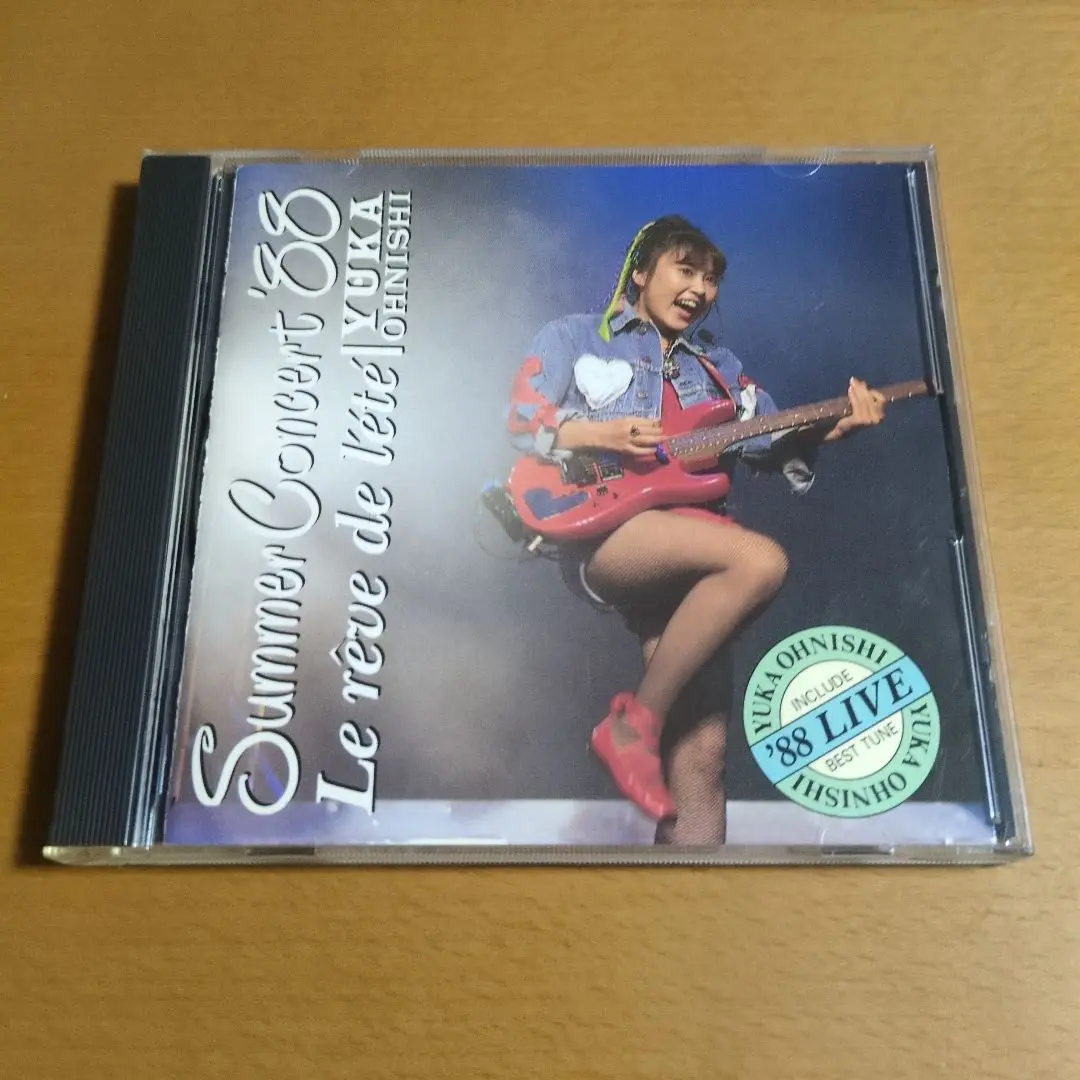 Summer Concert '88
Le rêve de l'été
YUKA
OHNISHI
YUKA OHNISHI
INCLUDE
'88 LIVE
BEST TUNE
YUKA OHNISHI